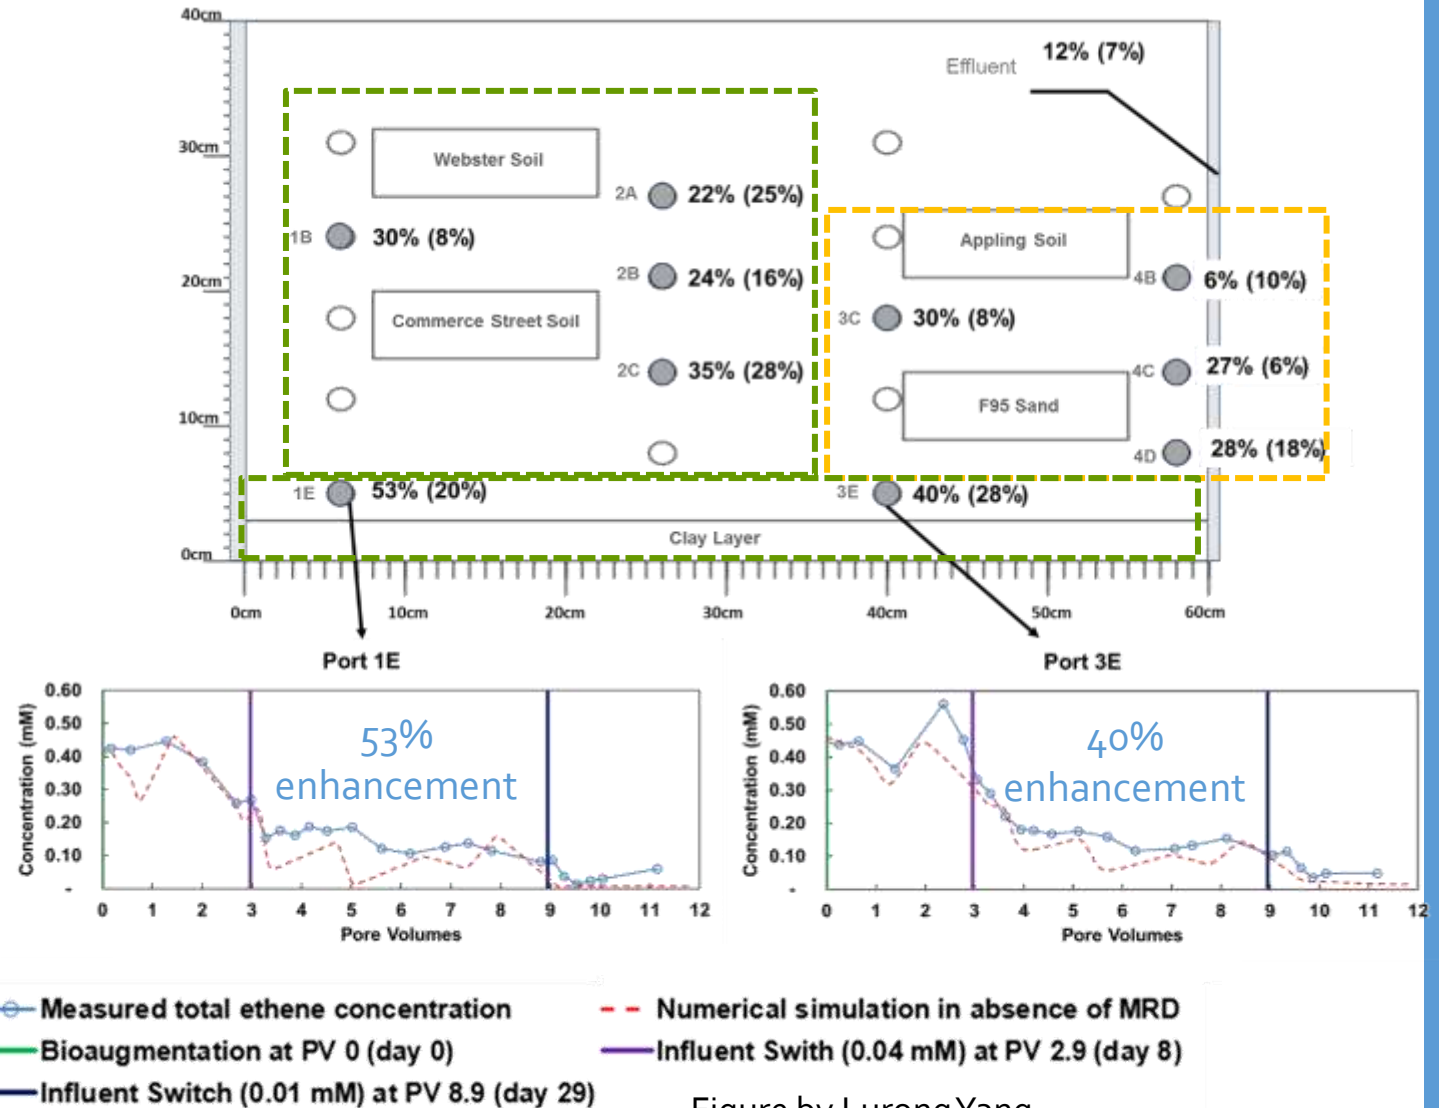 40cm
12% (7%)
Effluent
30cm
Webster Soil
2A
22% (25%)
1B
30% (8%)
Appling Soil
20cm
2B
24% (16%)
4B
6% (10%)
Commerce Street Soil
3C
30% (8%)
2C
35% (28%)
4C
27% (6%)
10cm
F95 Sand
4D
28% (18%)
1E
53% (20%)
3E
40% (28%)
Clay Layer
0cm
0cm 10cm 20cm 30cm 40cm 50cm 60cm
Port 1E
Concentration (mM)
0.60
0.50
0.40
0.30
0.20
0.10
-
53%
enhancement
0 1 2 3 4 5 6 7 8 9 10 11 12
Pore Volumes
Port 3E
Concentration (mM)
0.60
0.50
0.40
0.30
0.20
0.10
-
40%
enhancement
0 1 2 3 4 5 6 7 8 9 10 11 12
Pore Volumes
Measured total ethene concentration
Numerical simulation in absence of MRD
Bioaugmentation at PV 0 (day 0)
Influent Swith (0.04 mM) at PV 2.9 (day 8)
Influent Switch (0.01 mM) at PV 8.9 (day 29)
Figure by Lurong Yang